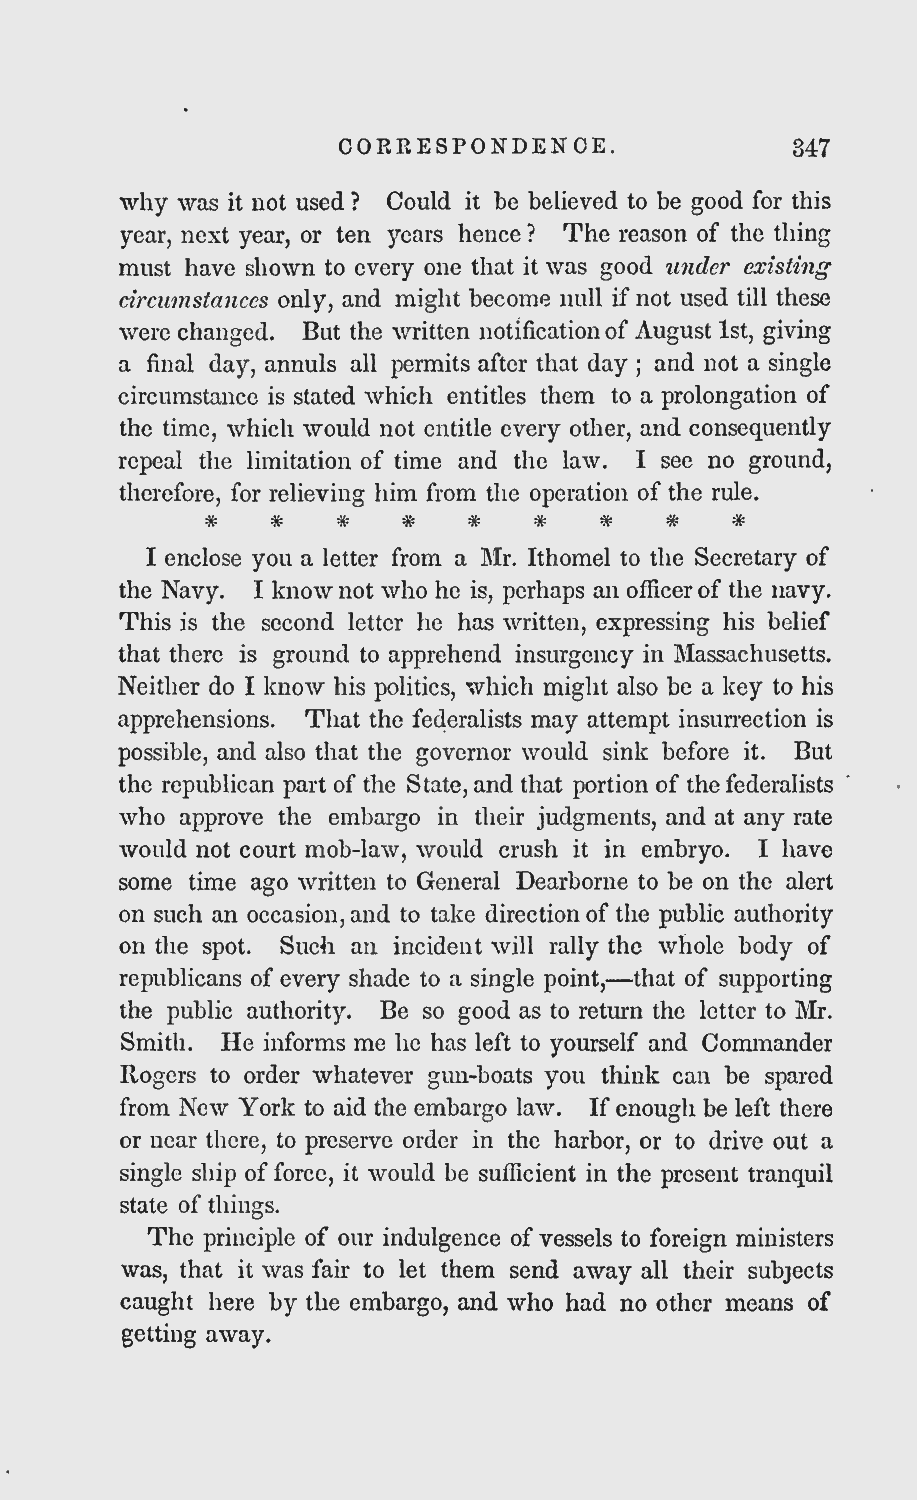 CORRESPONDENCE. 347
why was it not used? Could it be believed to be good for this
year, next year, or ten years hence? The reason of the thing
must have shown to every one that it was good under existing
circumstances only, and might become null if not used till these
were changed. But the written notification of August 1st, giving
a final day, annuls all permits after that day; and not a single
circumstance is stated which entitles them to a prolongation of
the time, which would not entitle every other, and consequently
repeal the limitation of time and the law. I see no ground,
therefore, for relieving him from the operation of the rule.
* * * * * * * * *
I enclose you a letter from a Mr. Ithomel to the Secretary of
the Navy. I know not who he is, perhaps an officer of the navy.
This is the second letter he has written, expressing his belief
that there is ground to apprehend insurgency in Massachusetts.
Neither do I know his politics, which might also be a key to his
apprehensions. That the federalists may attempt insurrection is
possible, and also that the governor would sink before it. But
the republican part of the State, and that portion of the federalists
who approve the embargo in their judgments, and at any rate
would not court mob-law, would crush it in embryo. I have
some time ago written to General Dearborne to be on the alert
on such an occasion, and to take direction of the public authority
on the spot. Such an incident will rally the whole body of
republicans of every shade to a single point,—that of supporting
the public authority. Be so good as to return the letter to Mr.
Smith. He informs me he has left to yourself and Commander
Rogers to order whatever gun-boats you think can be spared
from New York to aid the embargo law. If enough be left there
or near there, to preserve order in the harbor, or to drive out a
single ship of force, it would be sufficient in the present tranquil
state of things.
The principle of our indulgence of vessels to foreign ministers
was, that it was fair to let them send away all their subjects
caught here by the embargo, and who had no other means of
getting away.